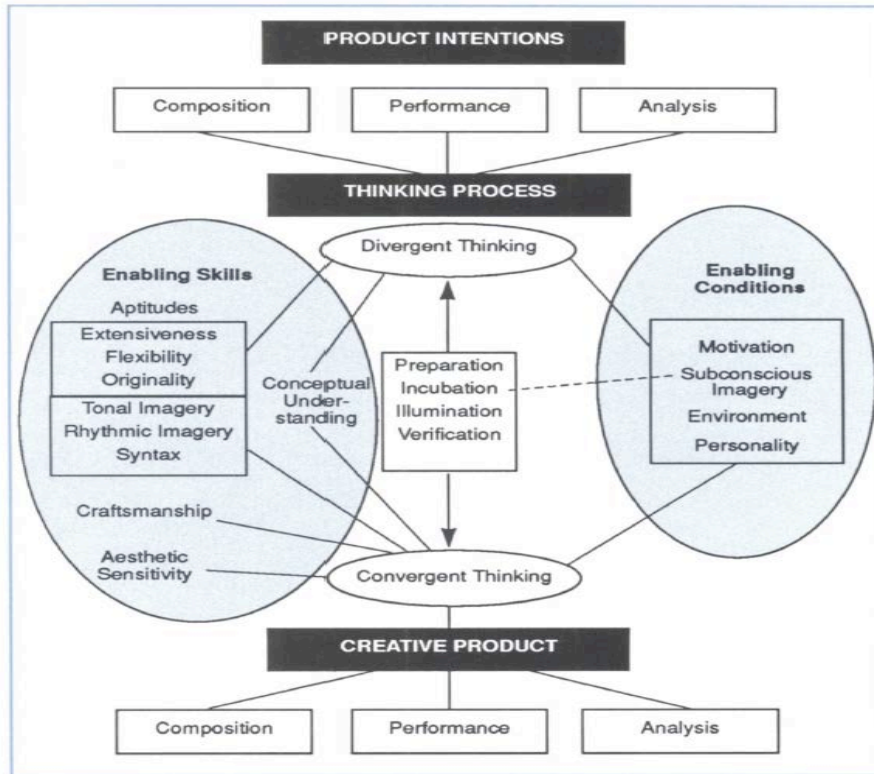 PRODUCT INTENTIONS
Composition
Performance
Analysis
THINKING PROCESS
Divergent Thinking
Enabling Skills
Aptitudes
Extensiveness
Flexibility
Originality
Tonal Imagery
Rhythmic Imagery
Syntax
Conceptual
Under-
standing
Craftsmanship
Aesthetic
Sensitivity
Preparation
Incubation
Illumination
Verification
Enabling
Conditions
Motivation
Subconscious
Imagery
Environment
Personality
Convergent Thinking
CREATIVE PRODUCT
Composition
Performance
Analysis